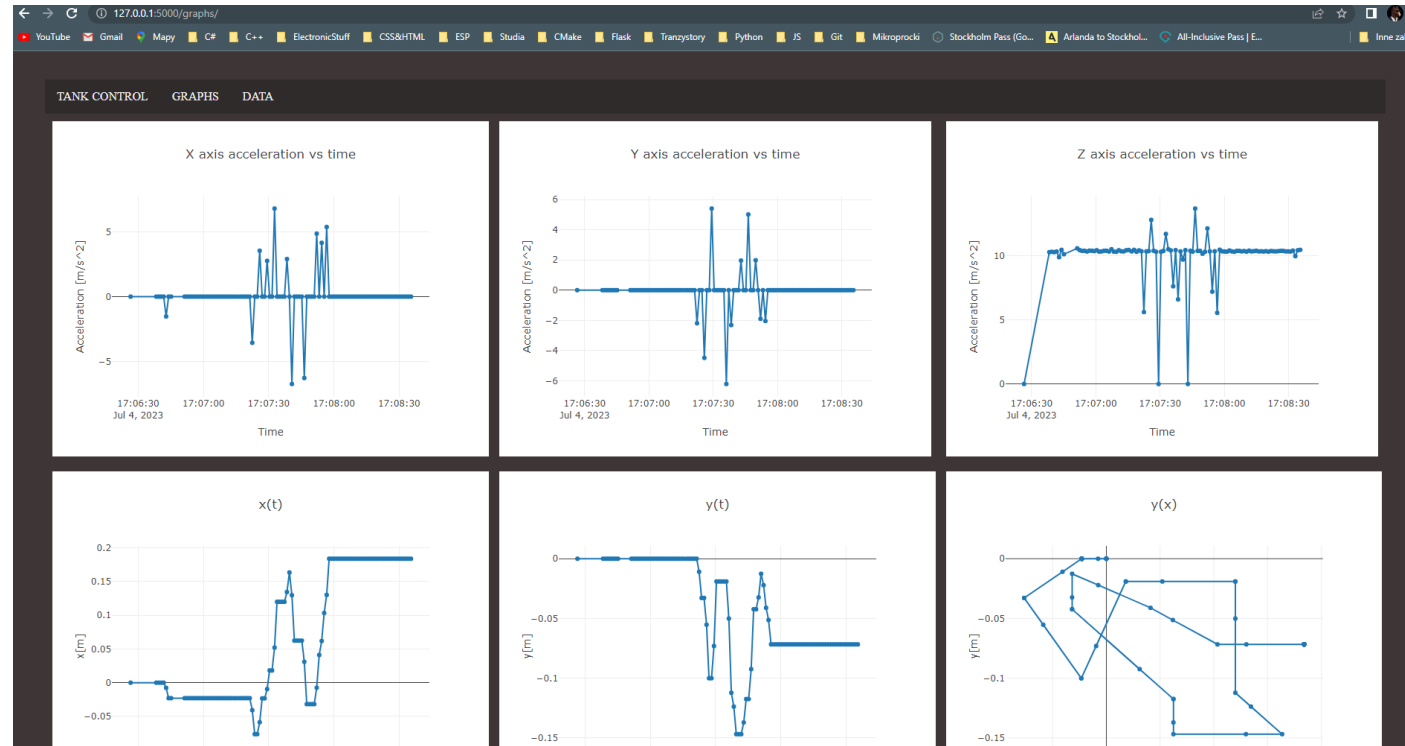 127.0.0.1:5000/graphs/
YouTube Gmail Mapy C# C++ ElectronicStuff CSS&HTML ESP Studia CMake Flask Tranzystory Python JS Git Mikroprocki Stockholm Pass (Go... Arlanda to Stockhol... All-Inclusive Pass | E... Inne za
TANK CONTROL GRAPHS DATA
X axis acceleration vs time
Acceleration [m/s^2]
5
0
−5
17:06:30 17:07:00 17:07:30 17:08:00 17:08:30
Jul 4, 2023
Time
Y axis acceleration vs time
Acceleration [m/s^2]
6
4
2
0
−2
−4
−6
17:06:30 17:07:00 17:07:30 17:08:00 17:08:30
Jul 4, 2023
Time
Z axis acceleration vs time
Acceleration [m/s^2]
10
5
0
17:06:30 17:07:00 17:07:30 17:08:00 17:08:30
Jul 4, 2023
Time
x(t)
x[m]
0.2
0.15
0.1
0.05
0
−0.05
y(t)
y[m]
0
−0.05
−0.1
−0.15
y(x)
y[m]
0
−0.05
−0.1
−0.15